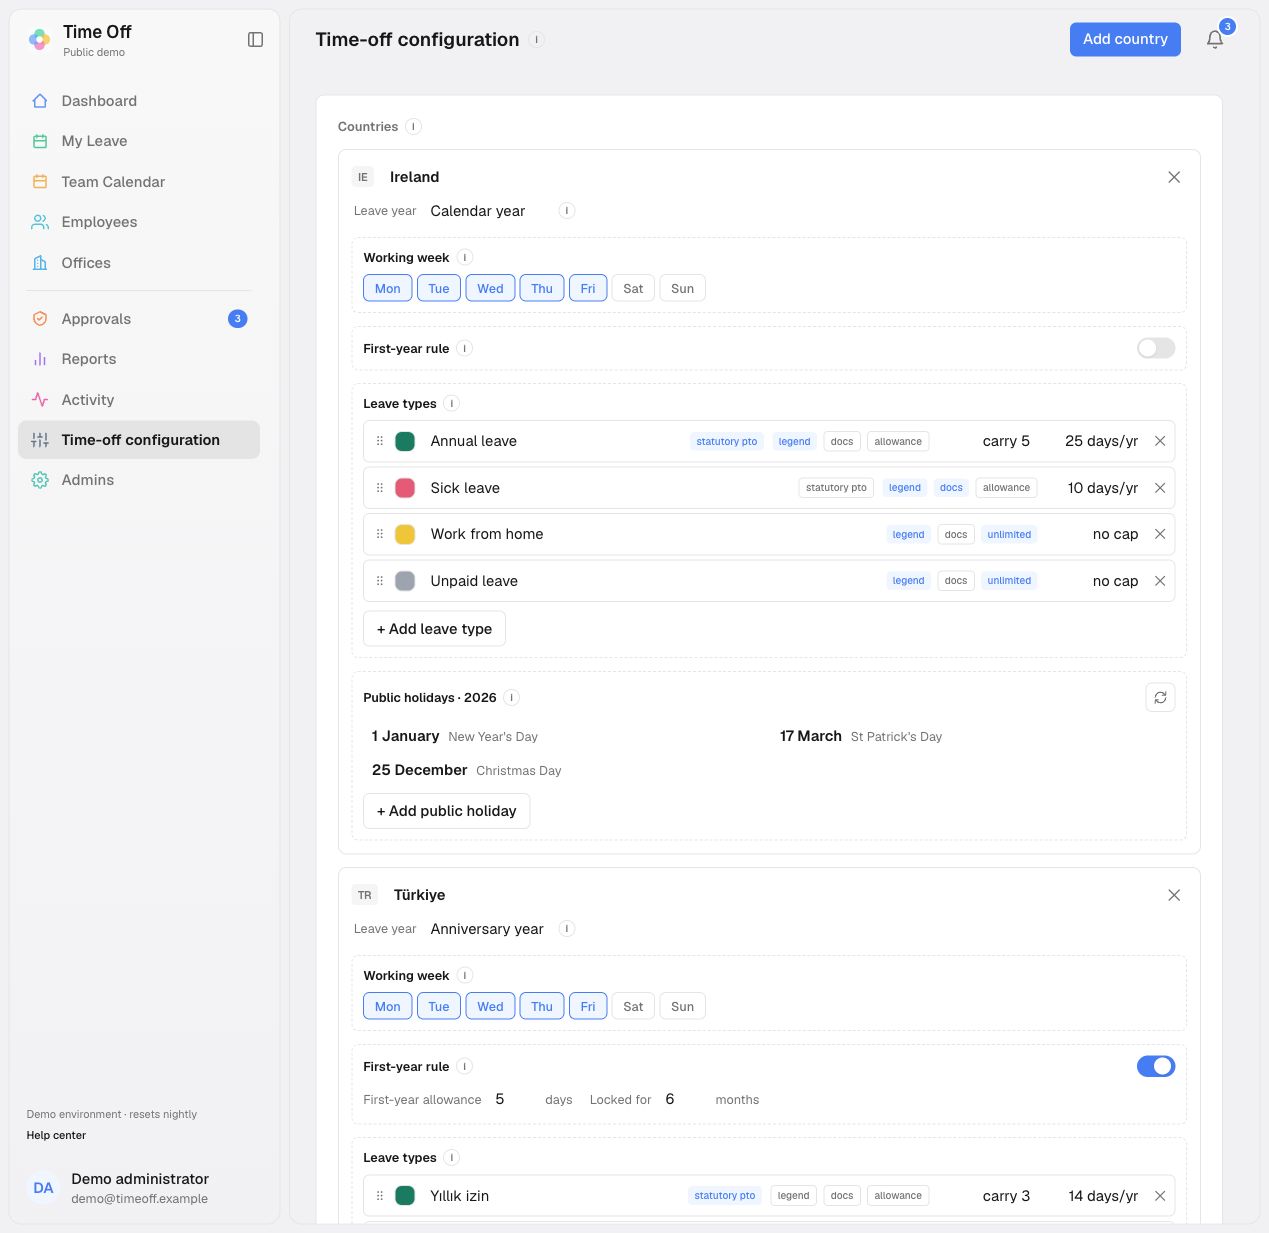 Time Off
Public demo
Dashboard
My Leave
Team Calendar
Employees
Offices
Approvals 3
Reports
Activity
Time-off configuration
Admins
Demo environment · resets nightly
Help center
DA
Demo administrator
demo@timeoff.example
Time-off configuration i
Add country
3
Countries i
IE Ireland
Leave year Calendar year i
Working week i
Mon Tue Wed Thu Fri Sat Sun
First-year rule i
Leave types i
Annual leave statutory pto legend docs allowance carry 5 25 days/yr
Sick leave statutory pto legend docs allowance 10 days/yr
Work from home legend docs unlimited no cap
Unpaid leave legend docs unlimited no cap
+ Add leave type
Public holidays · 2026 i
1 January New Year's Day 17 March St Patrick's Day
25 December Christmas Day
+ Add public holiday
TR Türkiye
Leave year Anniversary year i
Working week i
Mon Tue Wed Thu Fri Sat Sun
First-year rule i
First-year allowance 5 days Locked for 6 months
Leave types i
Yıllık izin statutory pto legend docs allowance carry 3 14 days/yr